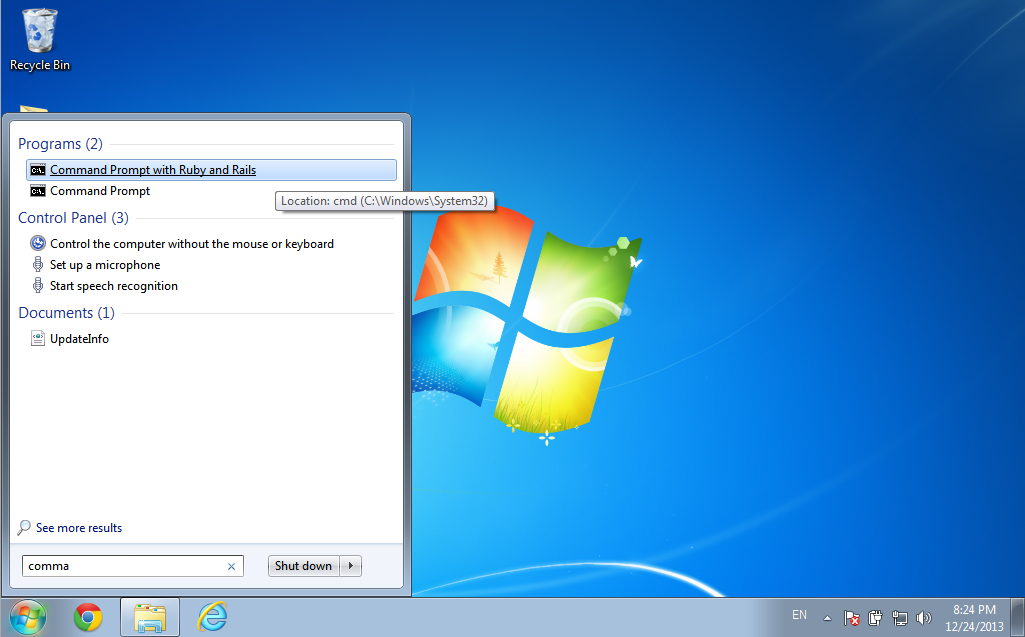 Recycle Bin
Programs (2)
Command Prompt with Ruby and Rails
Command Prompt
Location: cmd (C:\Windows\System32)
Control Panel (3)
Control the computer without the mouse or keyboard
Set up a microphone
Start speech recognition
Documents (1)
UpdateInfo
See more results
comma
Shut down
EN
8:24 PM
12/24/2013